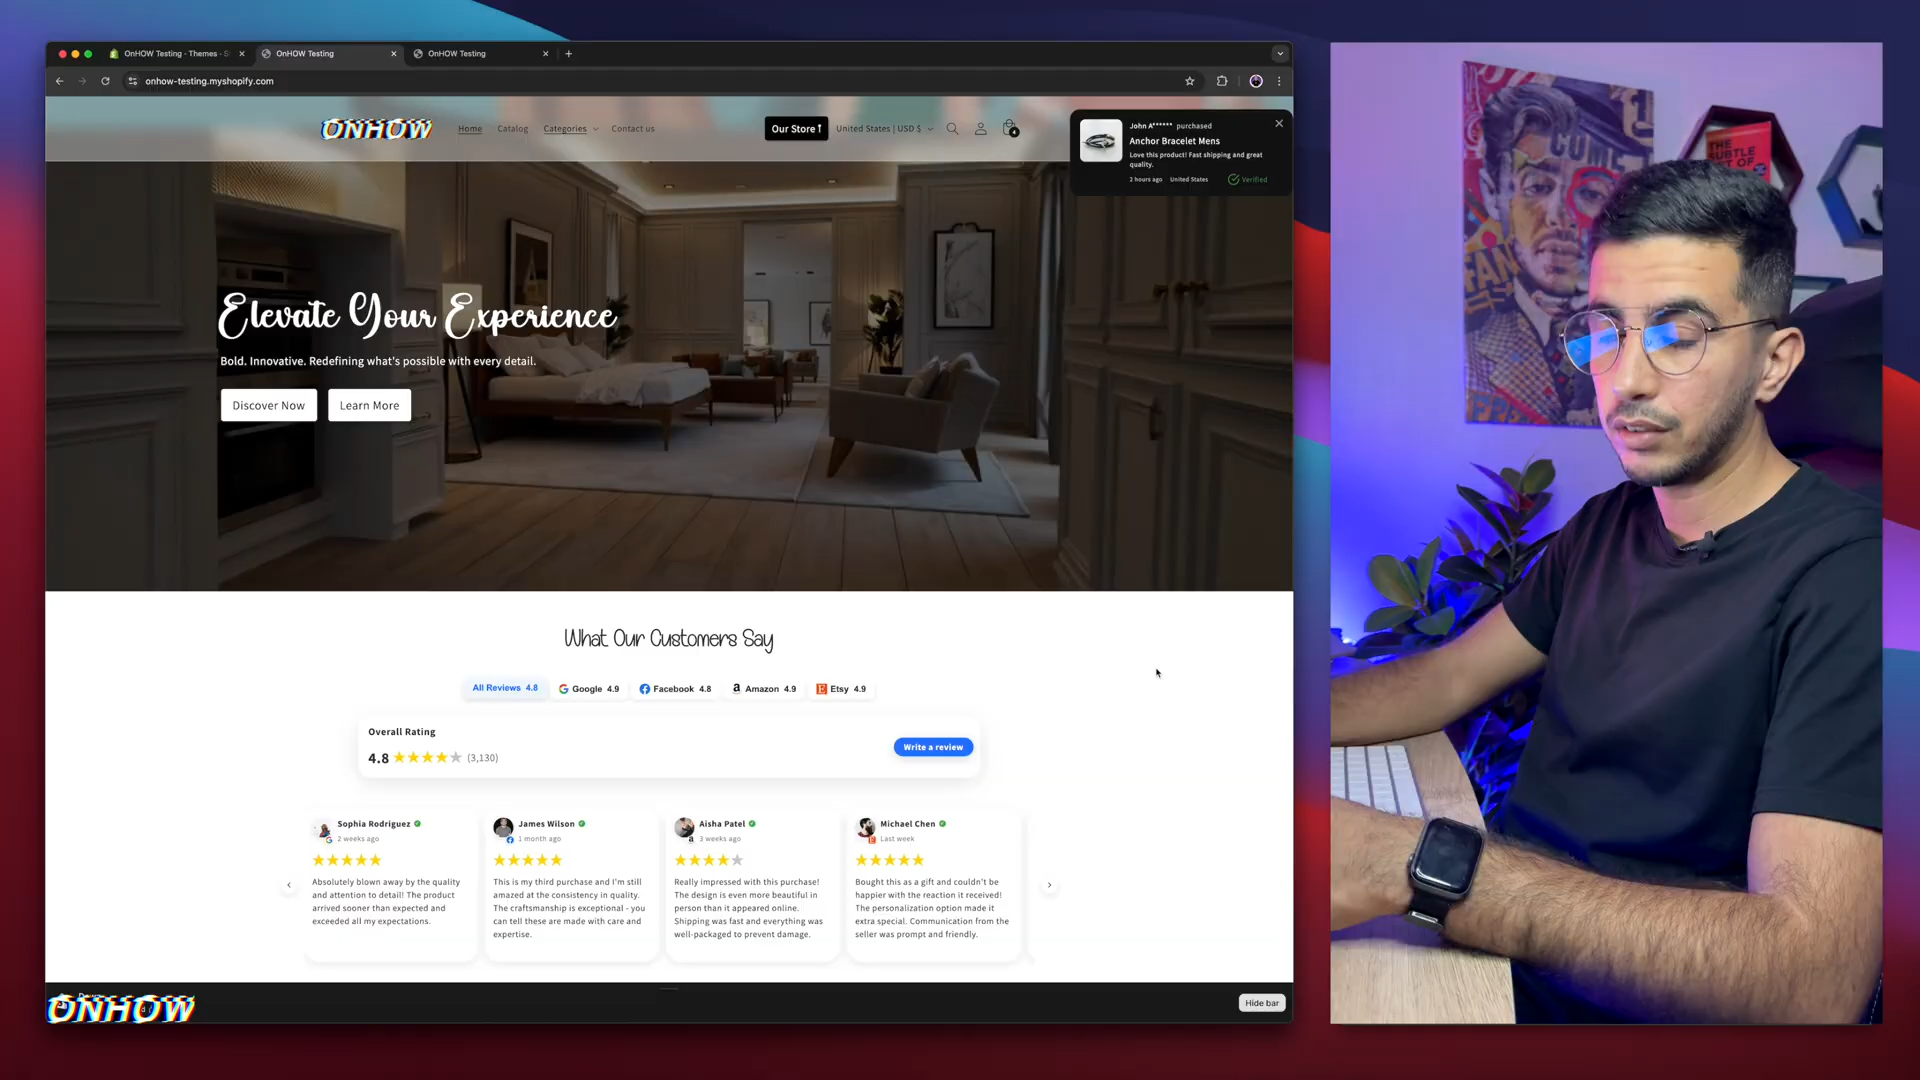 OnHOW Testing - Themes - S
OnHOW Testing
OnHOW Testing
onhow-testing.myshopify.com
ONHOW
Home
Catalog
Categories
Contact us
Our Store !
United States | USD $
4
John A****** purchased
Anchor Bracelet Mens
Love this product! Fast shipping and great
quality.
2 hours ago
United States
Verified
Elevate Your Experience
Bold. Innovative. Redefining what's possible with every detail.
Discover Now
Learn More
What Our Customers Say
All Reviews 4.8
Google 4.9
Facebook 4.8
Amazon 4.9
Etsy 4.9
Overall Rating
4.8
(3,130)
Write a review
Sophia Rodriguez
2 weeks ago
Absolutely blown away by the quality
and attention to detail! The product
arrived sooner than expected and
exceeded all my expectations.
James Wilson
1 month ago
This is my third purchase and I'm still
amazed at the consistency in quality.
The craftsmanship is exceptional - you
can tell these are made with care and
expertise.
Aisha Patel
3 weeks ago
Really impressed with this purchase!
The design is even more beautiful in
person than it appeared online.
Shipping was fast and everything was
well-packaged to prevent damage.
Michael Chen
Last week
Bought this as a gift and couldn't be
happier with the reaction it received!
The personalization option made it
extra special. Communication from the
seller was prompt and friendly.
ONHOW
Hide bar
COME
FAN
THE
SUBTLE